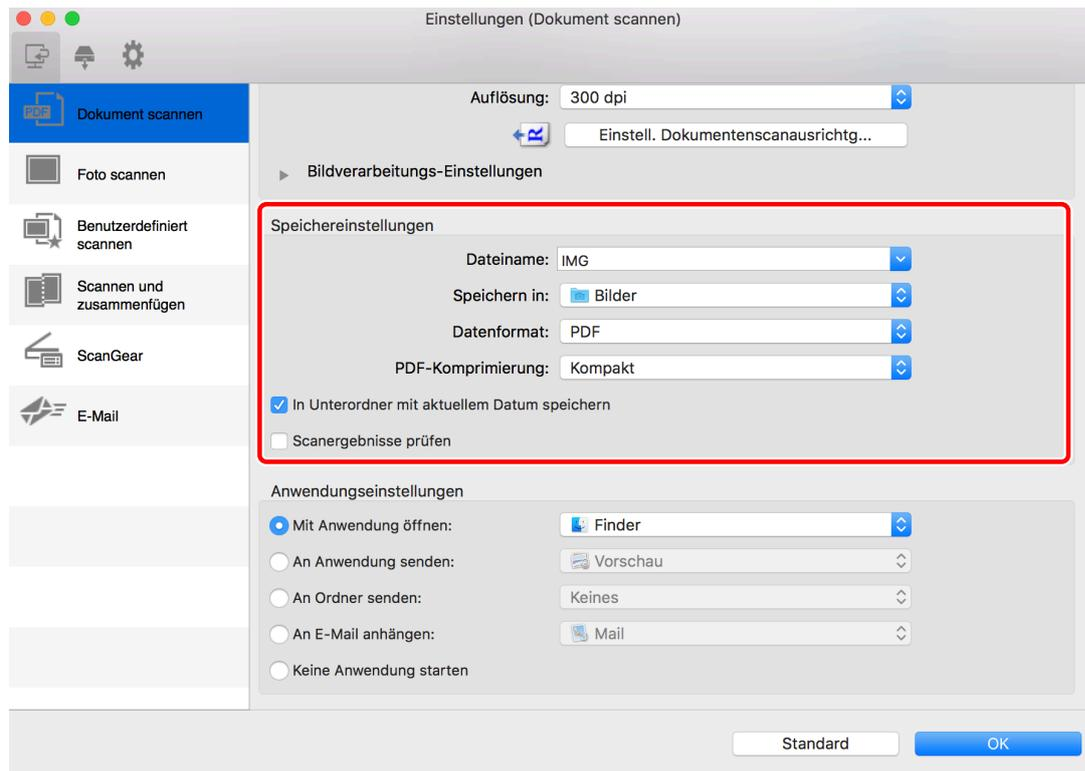 Einstellungen (Dokument scannen)
PDF Dokument scannen
Foto scannen
Benutzerdefiniert
scannen
Scannen und
zusammenfügen
ScanGear
E-Mail
Auflösung: 300 dpi
R Einstell. Dokumentenscanausrichtg...
Bildverarbeitungs-Einstellungen
Speichereinstellungen
Dateiname: IMG
Speichern in: Bilder
Datenformat: PDF
PDF-Komprimierung: Kompakt
In Unterordner mit aktuellem Datum speichern
Scanergebnisse prüfen
Anwendungseinstellungen
Mit Anwendung öffnen: Finder
An Anwendung senden: Vorschau
An Ordner senden: Keines
An E-Mail anhängen: Mail
Keine Anwendung starten
Standard OK